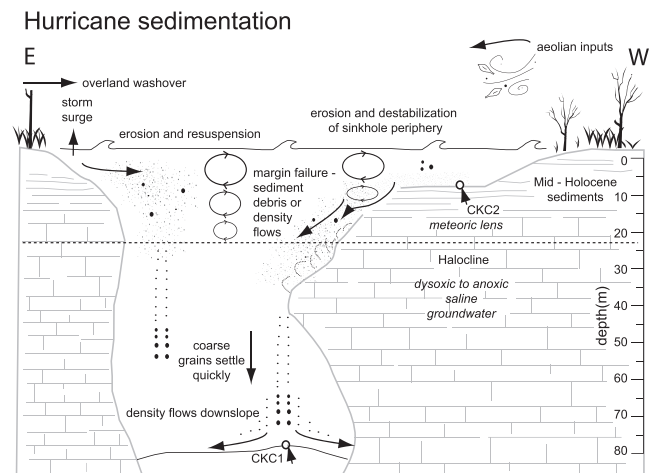 Hurricane sedimentation
E
W
aeolian inputs
overland washover
storm
surge
erosion and resuspension
erosion and destabilization
of sinkhole periphery
margin failure -
sediment
debris or
density
flows
Mid - Holocene
sediments
CKC2
meteoric lens
Halocline
dysoxic to anoxic
saline
groundwater
coarse
grains settle
quickly
density flows downslope
CKC1
depth(m)
0
10
20
30
40
50
60
70
80